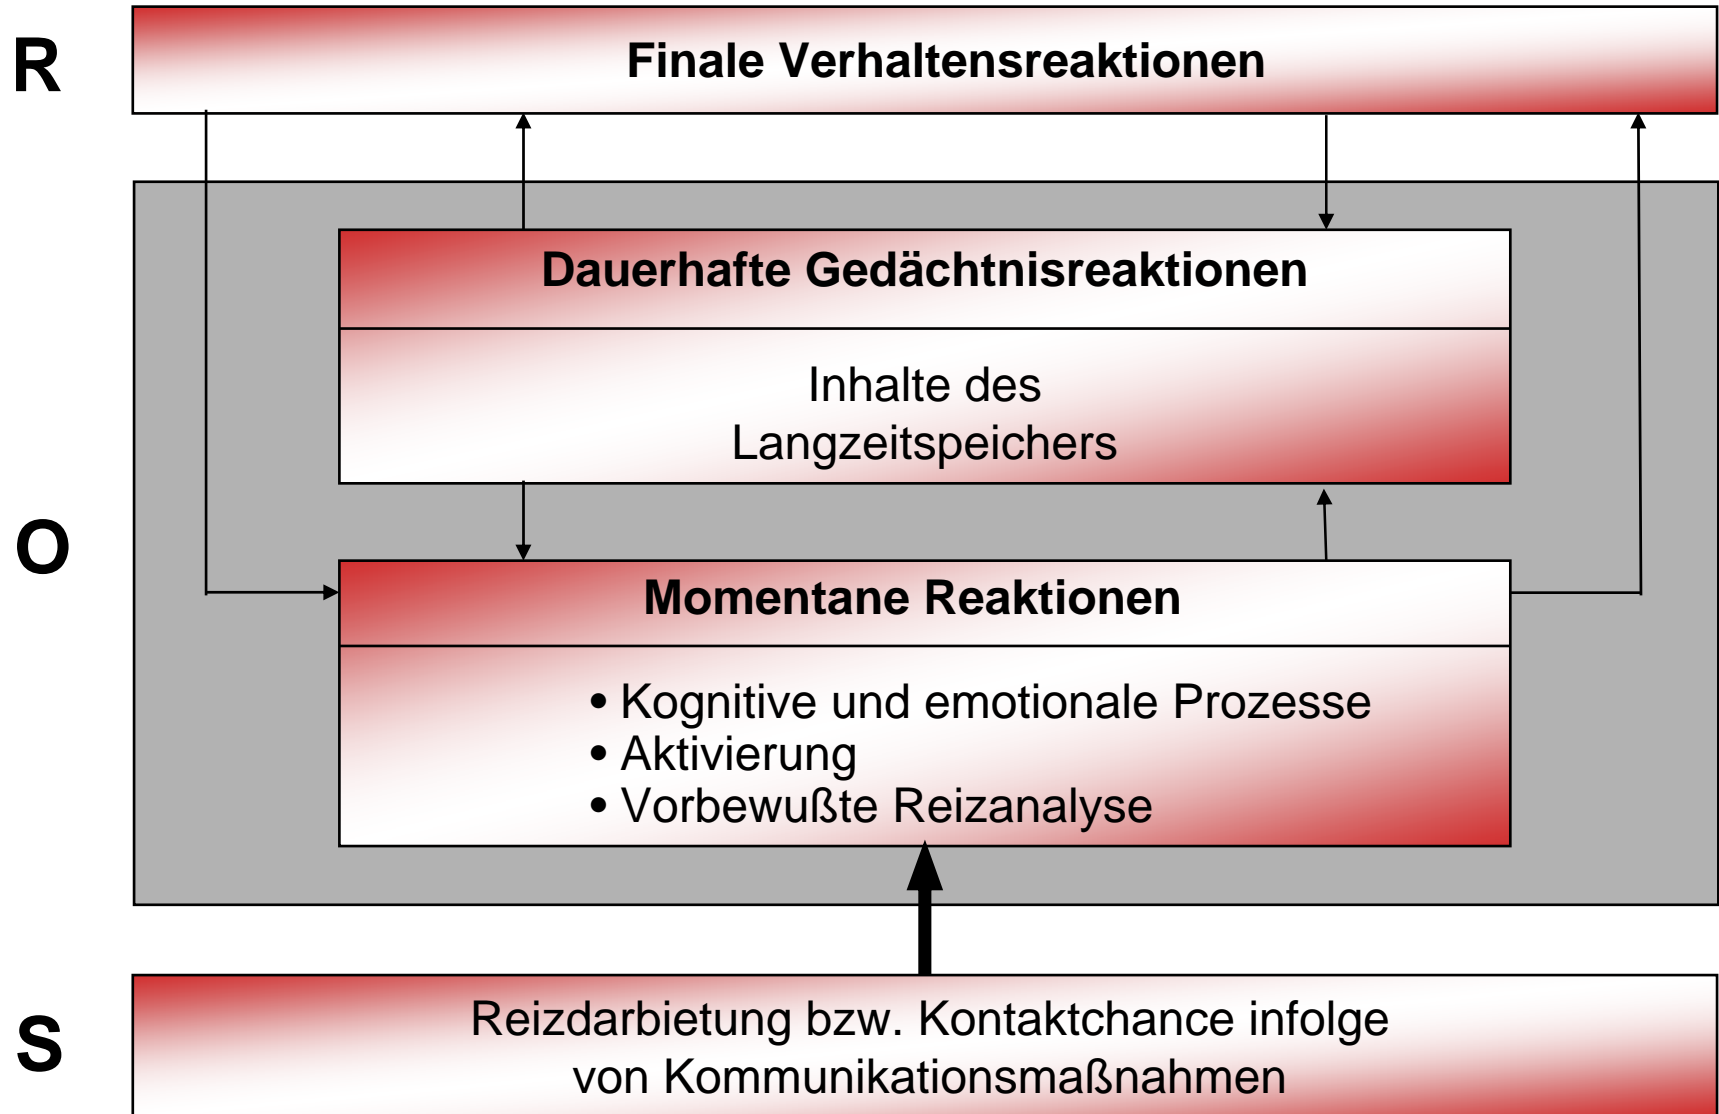 R
Finale Verhaltensreaktionen
Dauerhafte Gedächtnisreaktionen
Inhalte des
Langzeitspeichers
O
Momentane Reaktionen
• Kognitive und emotionale Prozesse
• Aktivierung
• Vorbewußte Reizanalyse
S
Reizdarbietung bzw. Kontaktchance infolge
von Kommunikationsmaßnahmen